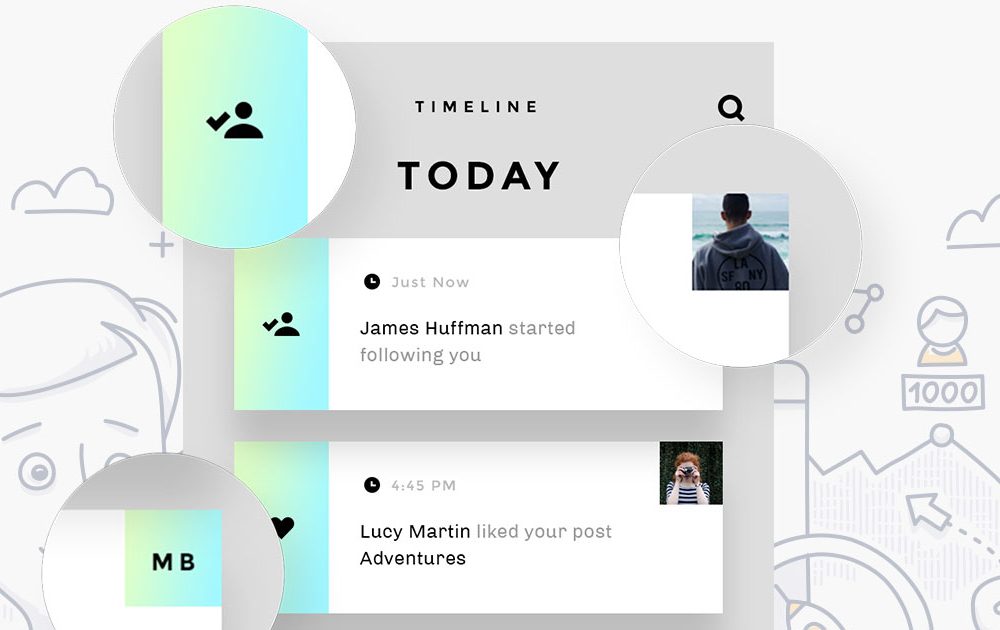 TIMELINE
TODAY
Just Now
James Huffman started
following you
LA
SF NY
80
1000
4:45 PM
Lucy Martin liked your post
Adventures
MB